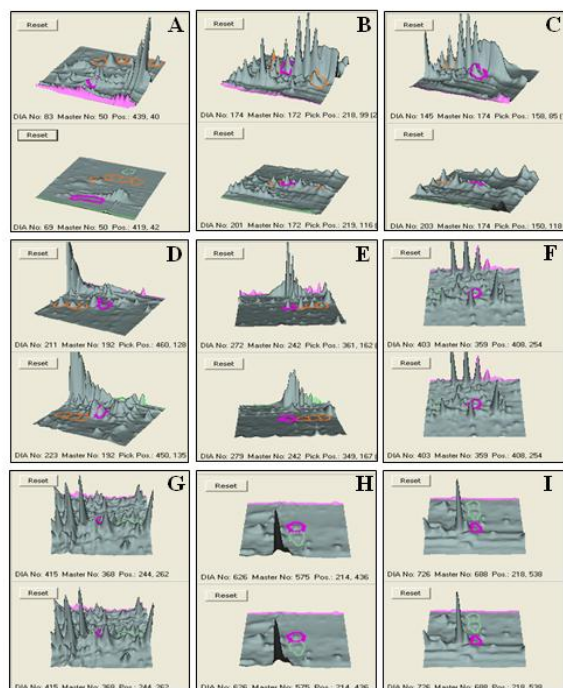 Reset
A
DIA No: 83 Master No: 50 Pos.: 439, 40
Reset
DIA No: 69 Master No: 50 Pos.: 419, 42
Reset
B
DIA No: 174 Master No: 172 Pick Pos.: 218, 99 (2
Reset
DIA No: 201 Master No: 172 Pick Pos.: 219, 116 (
Reset
C
DIA No: 145 Master No: 174 Pick Pos.: 158, 85 (
Reset
DIA No: 203 Master No: 174 Pick Pos.: 150, 118
Reset
D
DIA No: 211 Master No: 192 Pick Pos.: 460, 128
Reset
DIA No: 223 Master No: 192 Pick Pos.: 450, 135
Reset
E
DIA No: 272 Master No: 242 Pick Pos.: 361, 162 (
Reset
DIA No: 279 Master No: 242 Pick Pos.: 349, 167 (
Reset
F
DIA No: 403 Master No: 359 Pos.: 408, 254
Reset
DIA No: 403 Master No: 359 Pos.: 408, 254
Reset
G
DIA No: 415 Master No: 368 Pos.: 244, 262
Reset
DIA No: 415 Master No: 368 Pos.: 244, 262
Reset
H
DIA No: 626 Master No: 575 Pos.: 214, 436
Reset
DIA No: 626 Master No: 575 Pos.: 214, 436
Reset
I
DIA No: 726 Master No: 688 Pos.: 218, 538
Reset
DIA No: 726 Master No: 688 Pos.: 218, 538